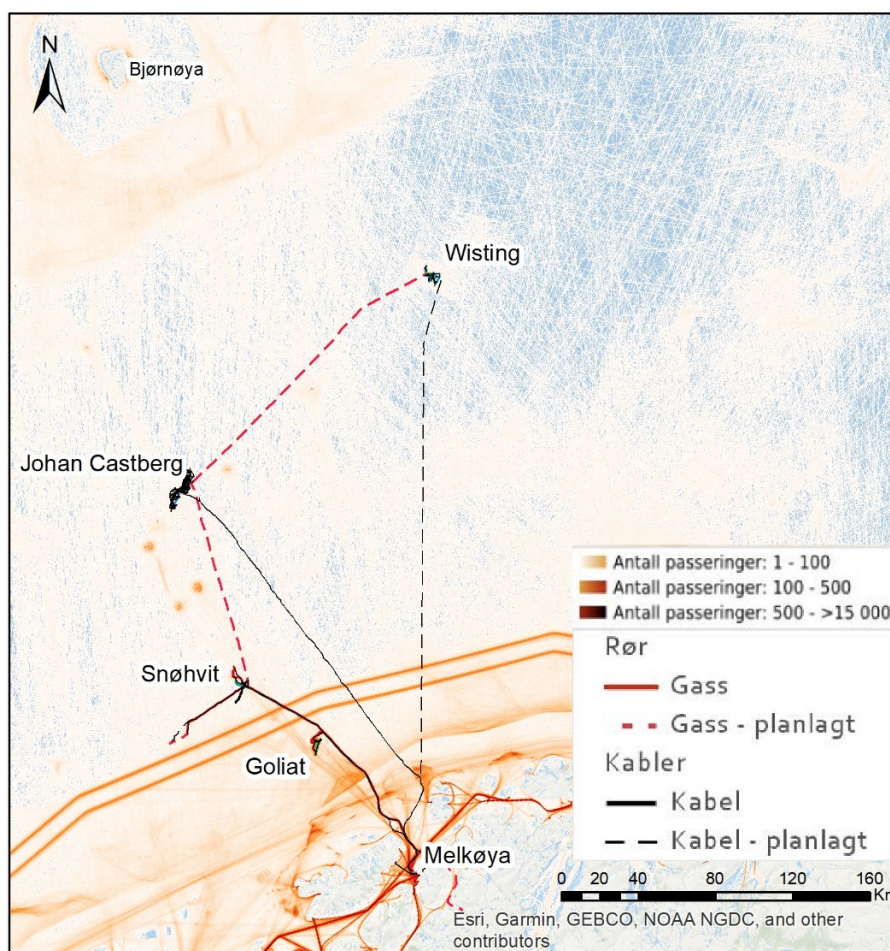 N
Bjørnøya
Wisting
Johan Castberg
Snøhvit
Goliat
Melkøya
Antall passeringer: 1 - 100
Antall passeringer: 100 - 500
Antall passeringer: 500 - >15 000
Rør
Gass
Gass - planlagt
Kabler
Kabel
Kabel - planlagt
0 20 40 80 120 160
Km
Esri, Garmin, GEBCO, NOAA NGDC, and other
contributors